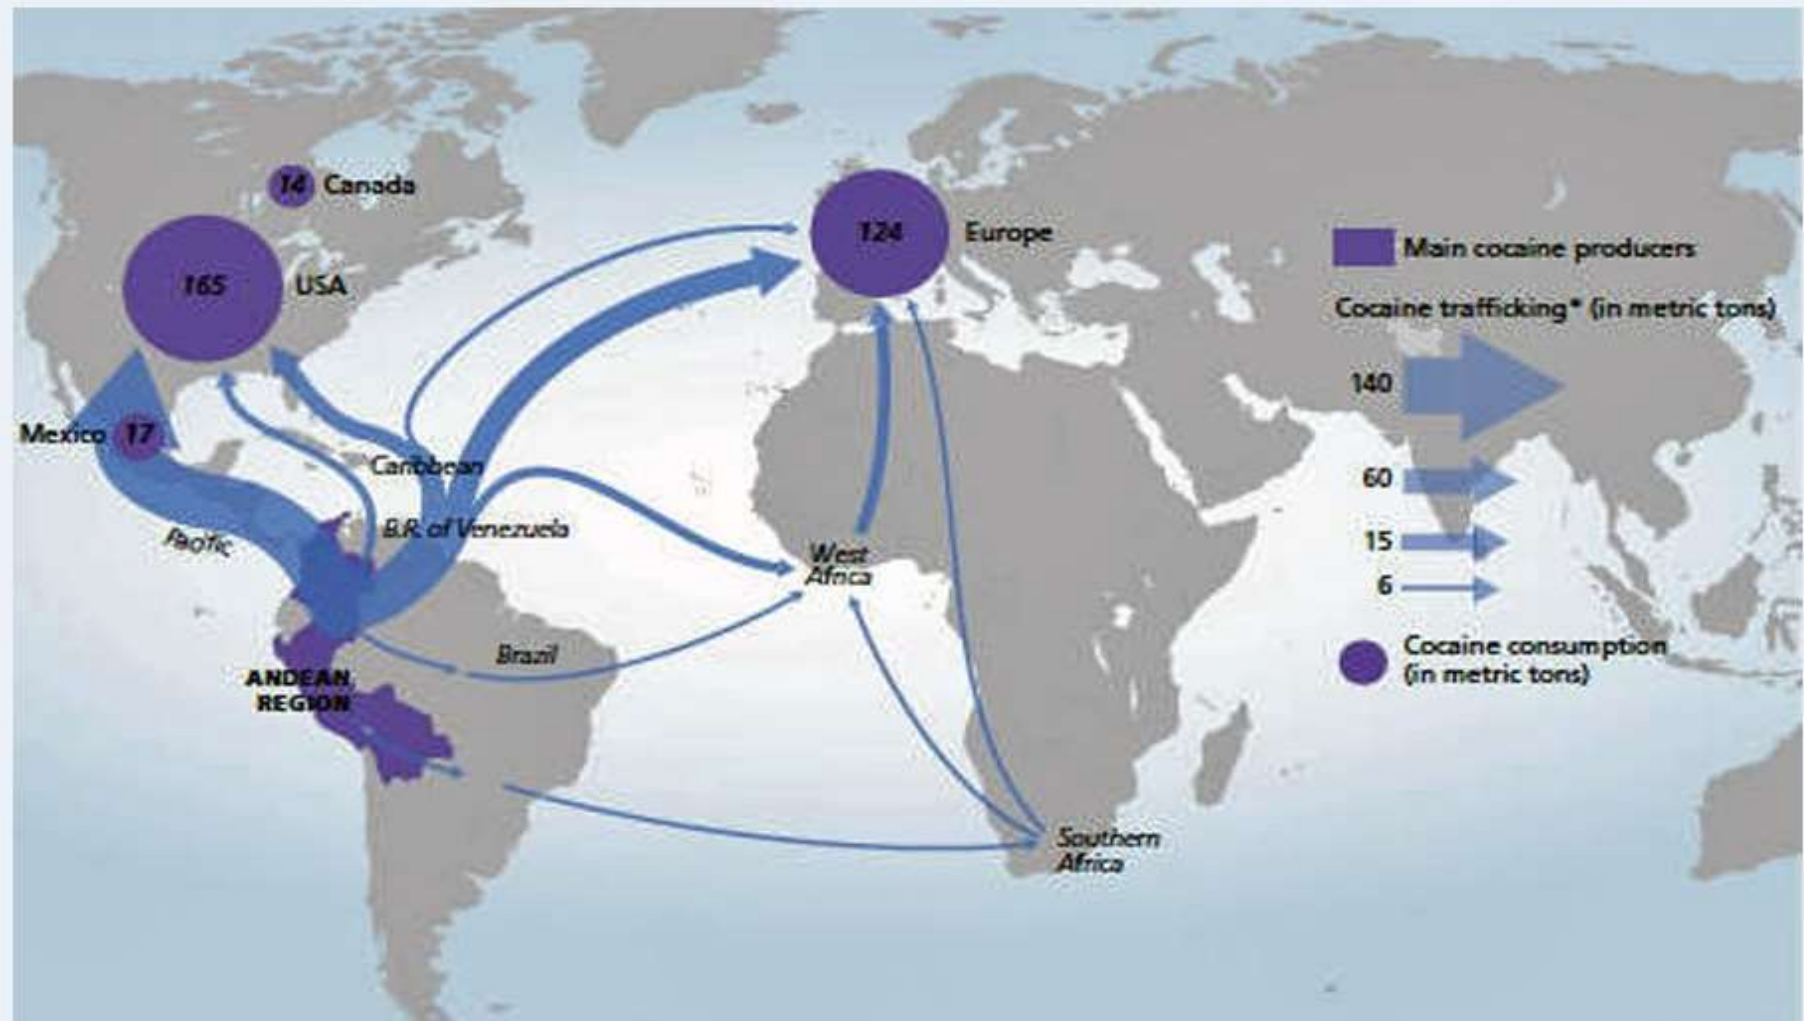 14 Canada
165 USA
124 Europe
Mexico 17
Caribbean
B.R. of Venezuela
Pacific
West
Africa
Brazil
ANDEAN
REGION
Southern
Africa
Main cocaine producers
Cocaine trafficking* (in metric tons)
140
60
15
6
Cocaine consumption
(in metric tons)